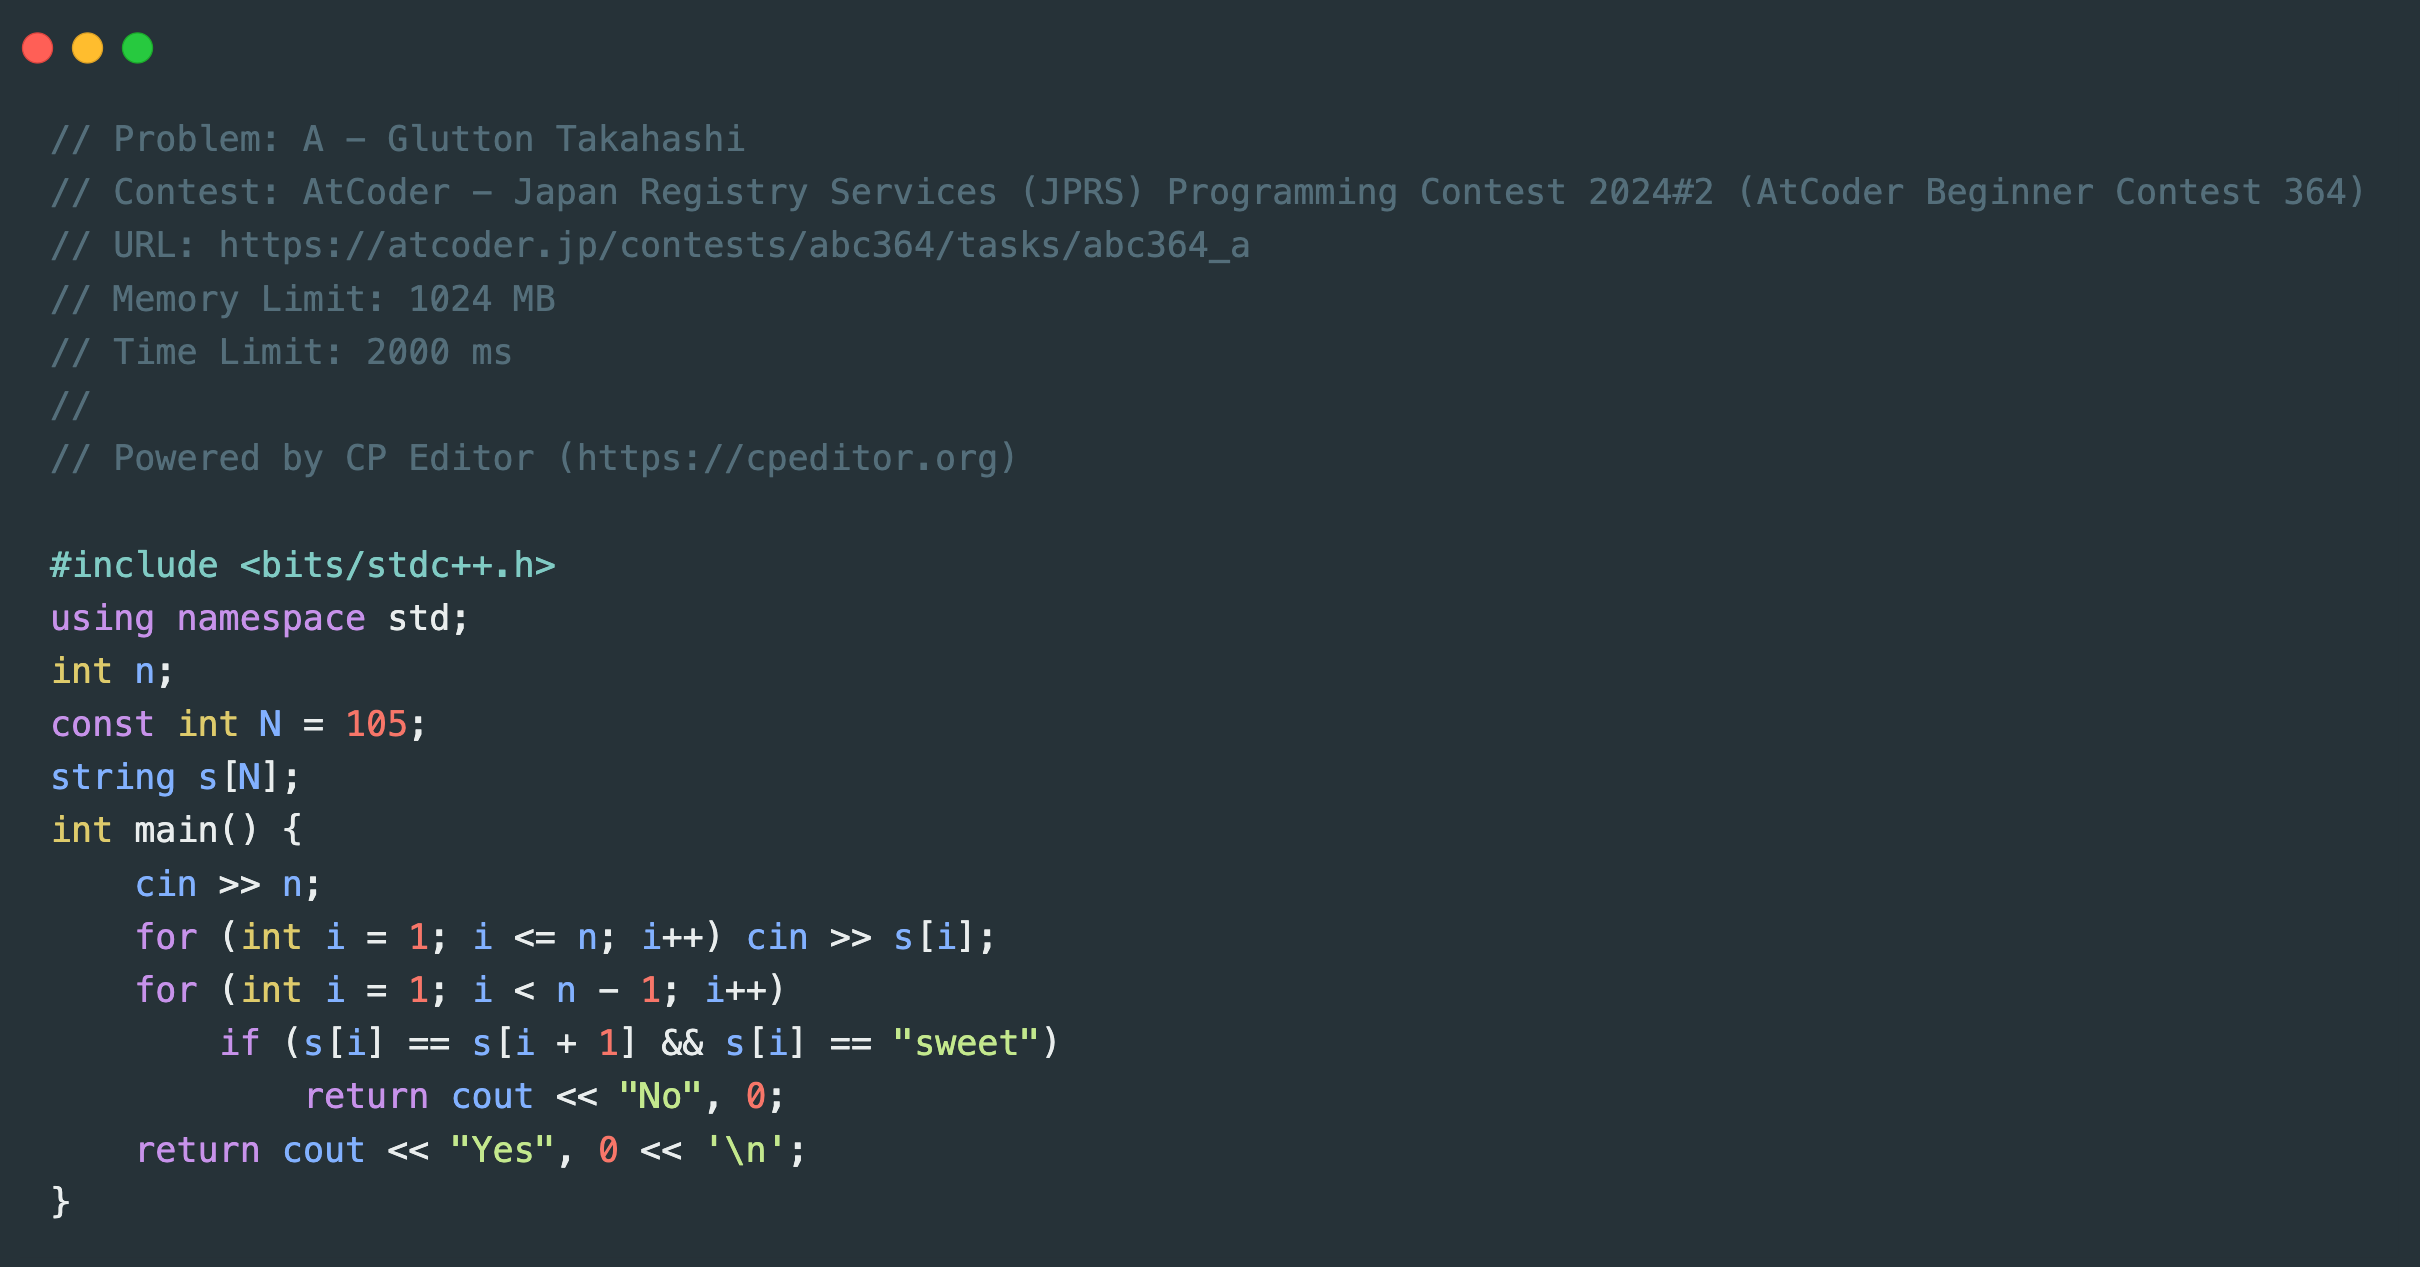 // Problem: A - Glutton Takahashi
// Contest: AtCoder - Japan Registry Services (JPRS) Programming Contest 2024#2 (AtCoder Beginner Contest 364)
// URL: https://atcoder.jp/contests/abc364/tasks/abc364_a
// Memory Limit: 1024 MB
// Time Limit: 2000 ms
//
// Powered by CP Editor (https://cpeditor.org)

#include <bits/stdc++.h>
using namespace std;
int n;
const int N = 105;
string s[N];
int main() {
    cin >> n;
    for (int i = 1; i <= n; i++) cin >> s[i];
    for (int i = 1; i < n - 1; i++)
        if (s[i] == s[i + 1] && s[i] == "sweet")
            return cout << "No", 0;
    return cout << "Yes", 0 << '\n';
}